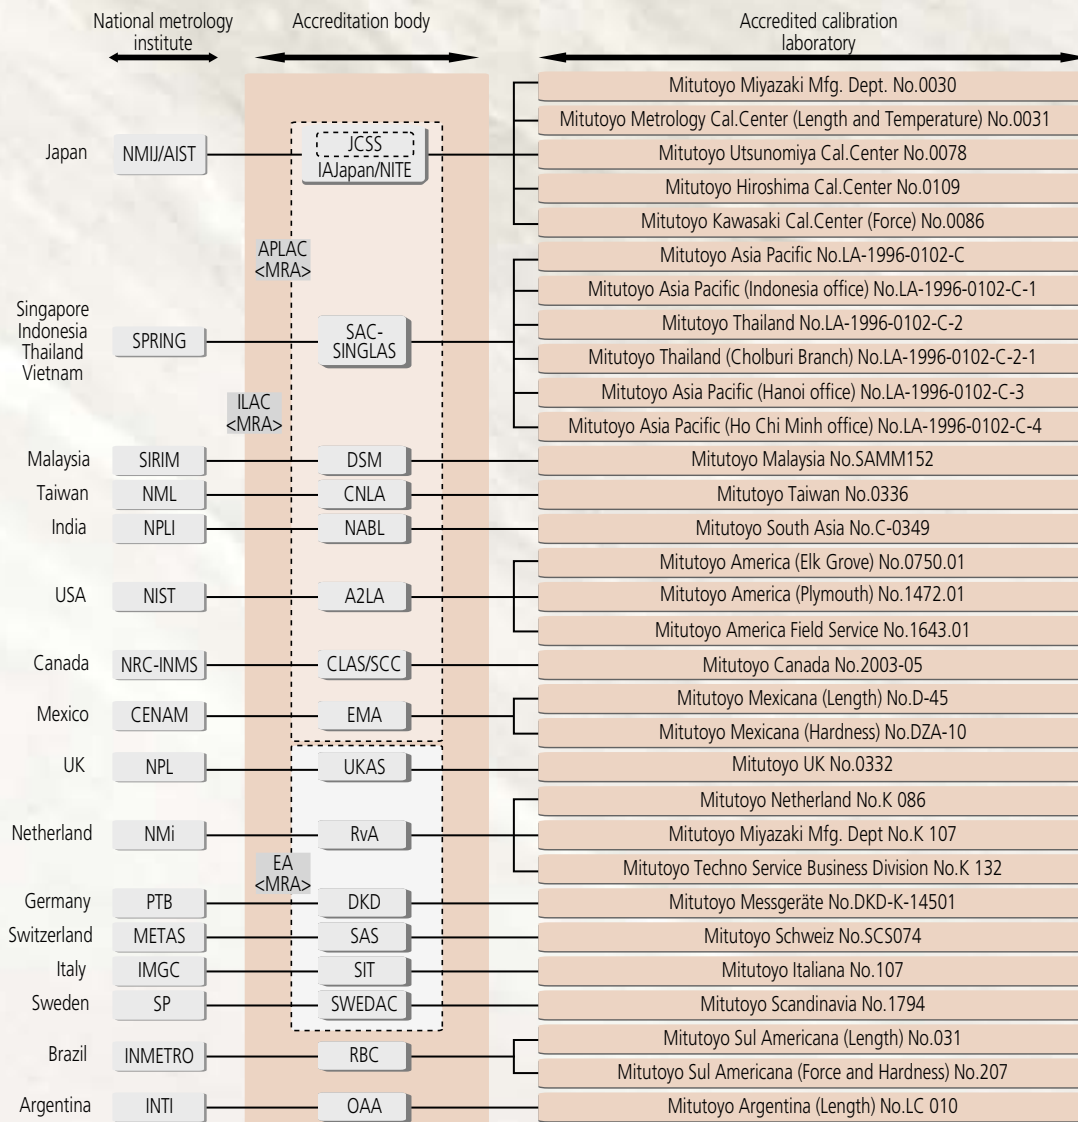 National metrology
institute
Accreditation body
Accredited calibration
laboratory
Japan
NMIJ/AIST
JCSS
IAJapan/NITE
Mitutoyo Miyazaki Mfg. Dept. No.0030
Mitutoyo Metrology Cal.Center (Length and Temperature) No.0031
Mitutoyo Utsunomiya Cal.Center No.0078
Mitutoyo Hiroshima Cal.Center No.0109
Mitutoyo Kawasaki Cal.Center (Force) No.0086
APLAC
<MRA>
Singapore
Indonesia
Thailand
Vietnam
SPRING
SAC-
SINGLAS
Mitutoyo Asia Pacific No.LA-1996-0102-C
Mitutoyo Asia Pacific (Indonesia office) No.LA-1996-0102-C-1
Mitutoyo Thailand No.LA-1996-0102-C-2
Mitutoyo Thailand (Cholburi Branch) No.LA-1996-0102-C-2-1
Mitutoyo Asia Pacific (Hanoi office) No.LA-1996-0102-C-3
Mitutoyo Asia Pacific (Ho Chi Minh office) No.LA-1996-0102-C-4
ILAC
<MRA>
Malaysia
SIRIM
DSM
Mitutoyo Malaysia No.SAMM152
Taiwan
NML
CNLA
Mitutoyo Taiwan No.0336
India
NPLI
NABL
Mitutoyo South Asia No.C-0349
USA
NIST
A2LA
Mitutoyo America (Elk Grove) No.0750.01
Mitutoyo America (Plymouth) No.1472.01
Mitutoyo America Field Service No.1643.01
Canada
NRC-INMS
CLAS/SCC
Mitutoyo Canada No.2003-05
Mexico
CENAM
EMA
Mitutoyo Mexicana (Length) No.D-45
Mitutoyo Mexicana (Hardness) No.DZA-10
UK
NPL
UKAS
Mitutoyo UK No.0332
Netherland
NMi
RvA
Mitutoyo Netherland No.K 086
Mitutoyo Miyazaki Mfg. Dept No.K 107
Mitutoyo Techno Service Business Division No.K 132
EA
<MRA>
Germany
PTB
DKD
Mitutoyo Messgeräte No.DKD-K-14501
Switzerland
METAS
SAS
Mitutoyo Schweiz No.SCS074
Italy
IMGC
SIT
Mitutoyo Italiana No.107
Sweden
SP
SWEDAC
Mitutoyo Scandinavia No.1794
Brazil
INMETRO
RBC
Mitutoyo Sul Americana (Length) No.031
Mitutoyo Sul Americana (Force and Hardness) No.207
Argentina
INTI
OAA
Mitutoyo Argentina (Length) No.LC 010